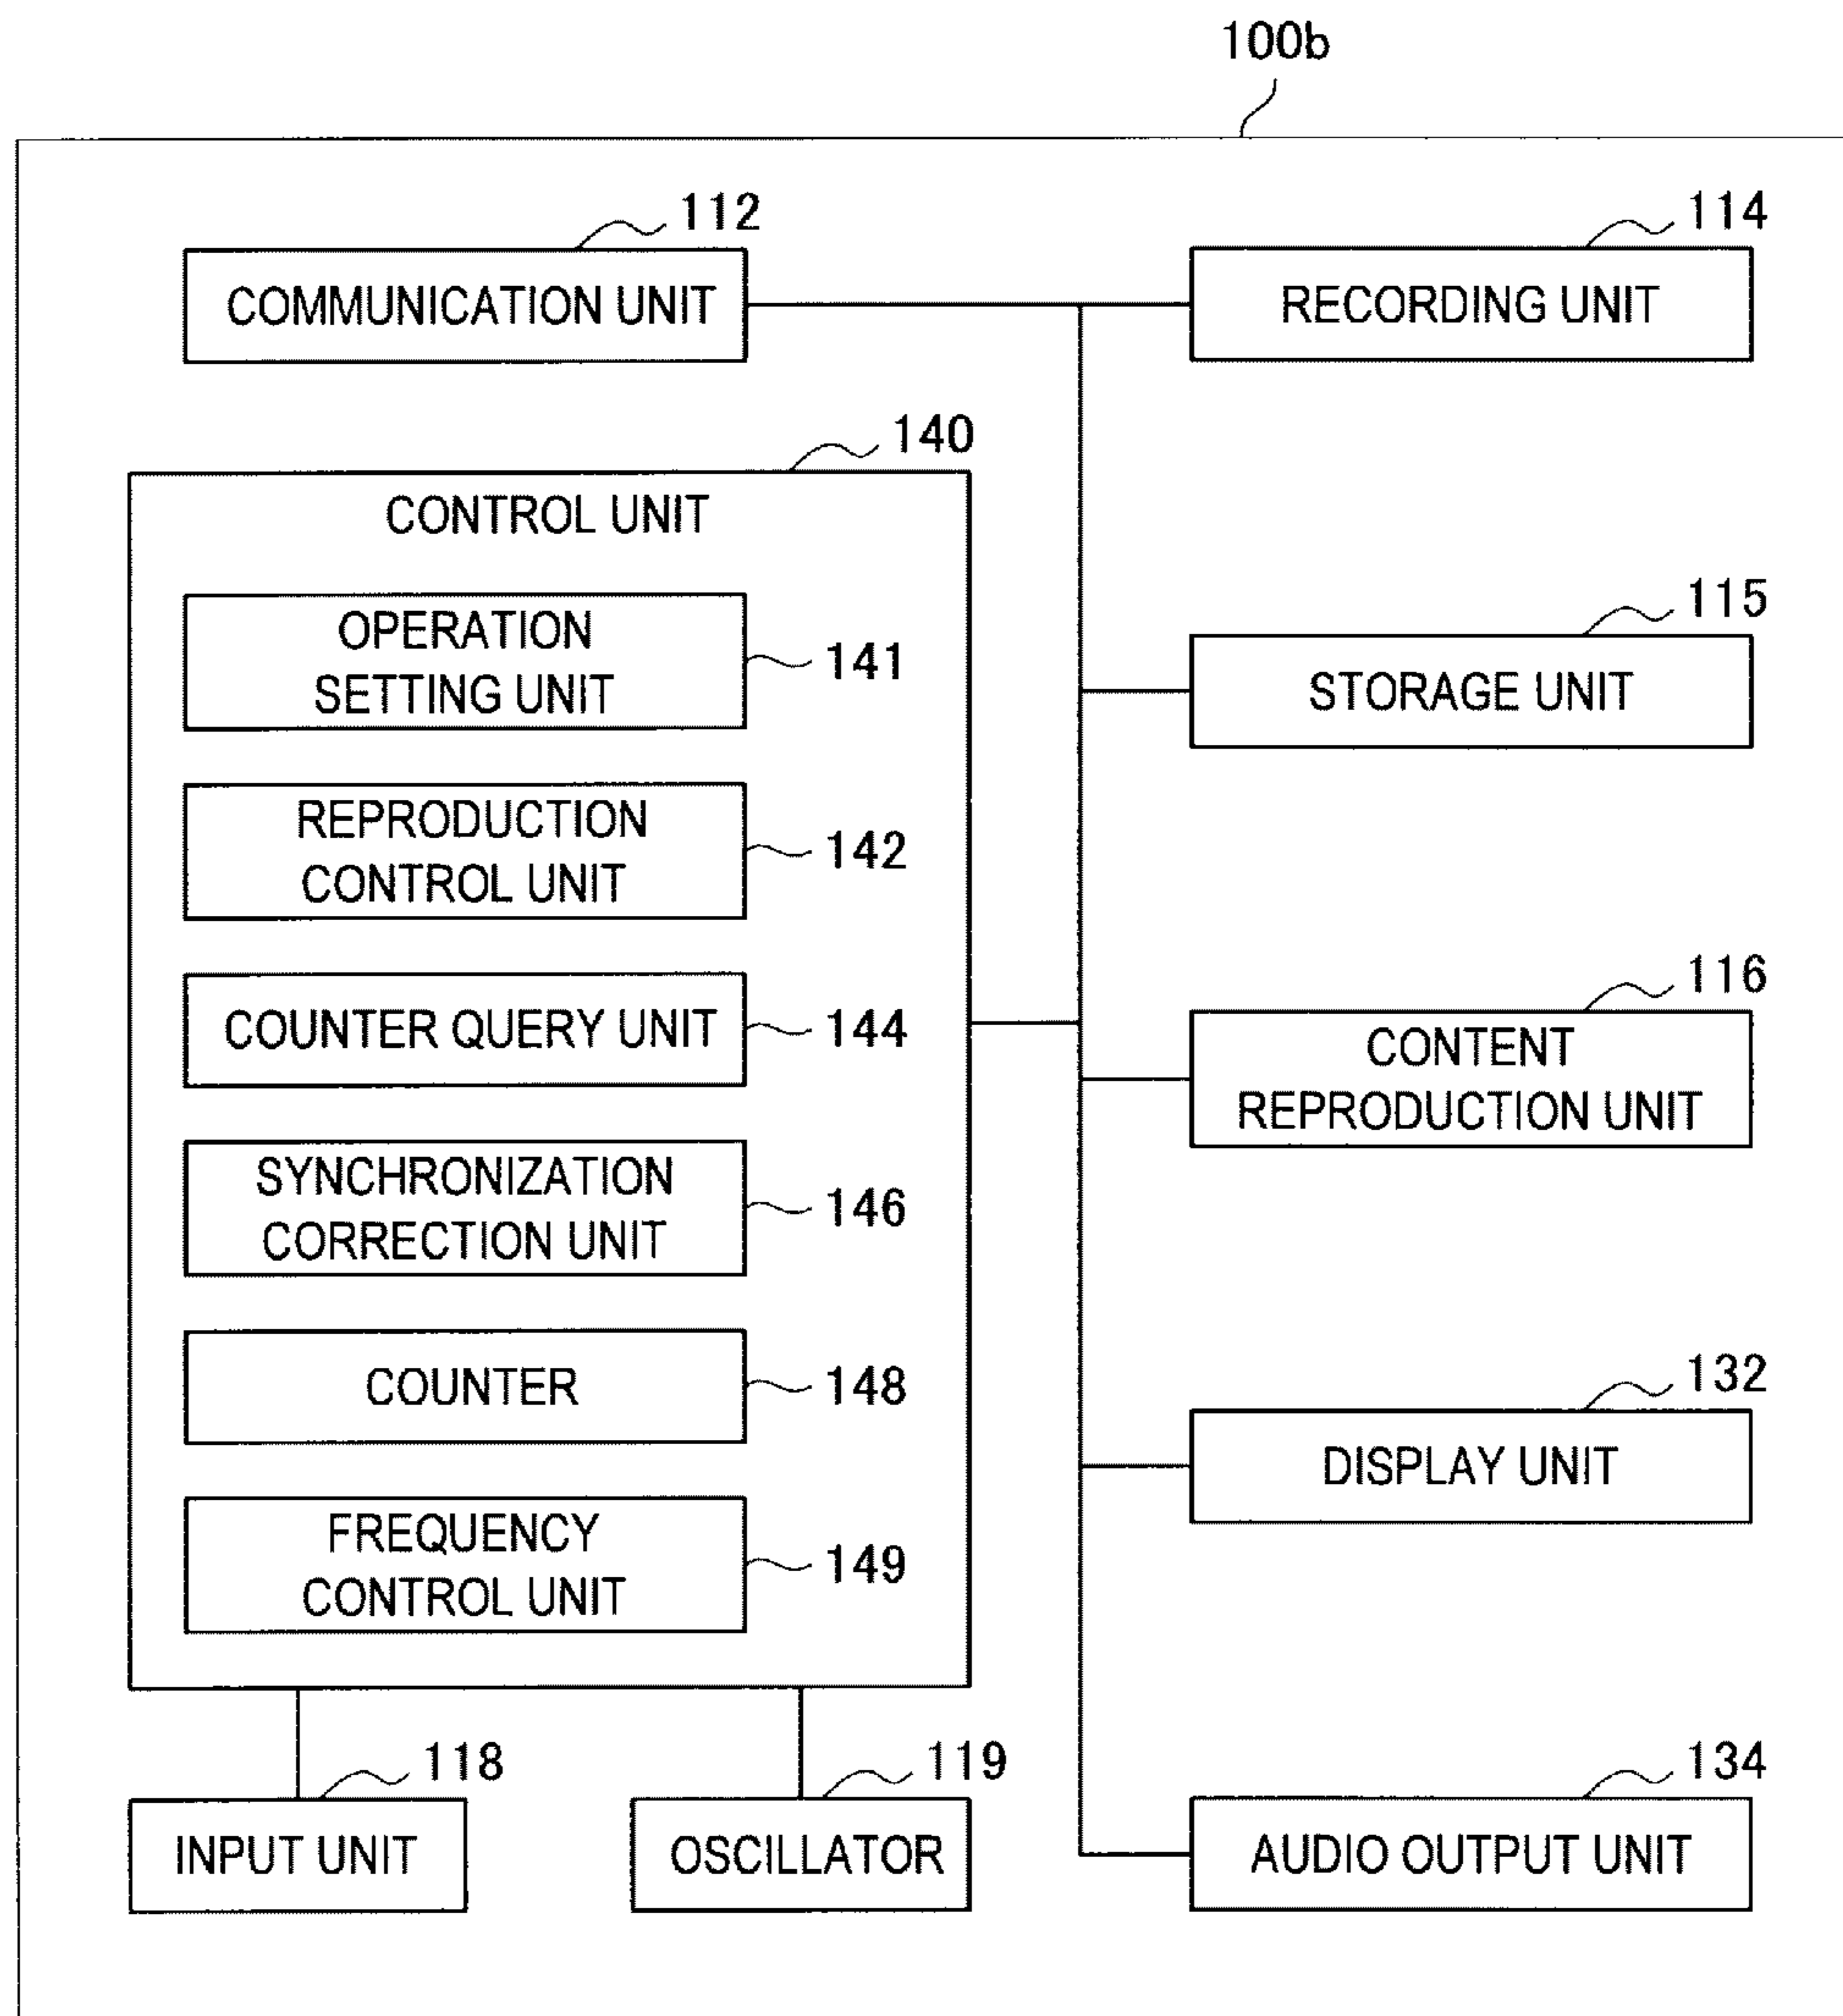 100b
112
COMMUNICATION UNIT
114
RECORDING UNIT
140
CONTROL UNIT
OPERATION
SETTING UNIT
141
REPRODUCTION
CONTROL UNIT
142
COUNTER QUERY UNIT
144
SYNCHRONIZATION
CORRECTION UNIT
146
COUNTER
148
FREQUENCY
CONTROL UNIT
149
115
STORAGE UNIT
116
CONTENT
REPRODUCTION UNIT
132
DISPLAY UNIT
118
INPUT UNIT
119
OSCILLATOR
134
AUDIO OUTPUT UNIT